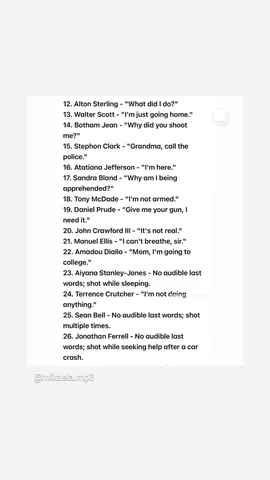 12. Alton Sterling - "What did I do?"
13. Walter Scott - "I'm just going home."
14. Botham Jean - "Why did you shoot
me?"
15. Stephon Clark - "Grandma, call the
police."
16. Atatiana Jefferson - "I'm here."
17. Sandra Bland - "Why am I being
apprehended?"
18. Tony McDade - "I'm not armed."
19. Daniel Prude - "Give me your gun, I
need it."
20. John Crawford III - "It's not real."
21. Manuel Ellis - "I can't breathe, sir."
22. Amadou Diallo - "Mom, I'm going
to college."
23. Aiyana Stanley-Jones - No audible last
words; shot while sleeping.
24. Terrence Crutcher - "I'm not doing
anything."
25. Sean Bell - No audible last words; shot
multiple times.
26. Jonathan Ferrell - No audible last
words; shot while seeking help after a car
crash.
@mikaela.mp3